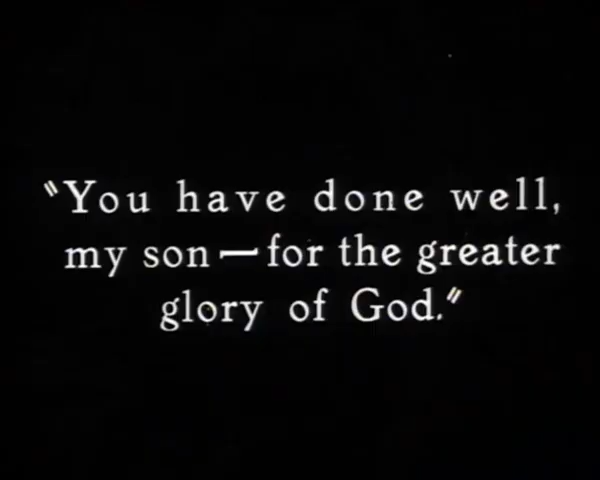 "You have done well,
my son — for the greater
glory of God."